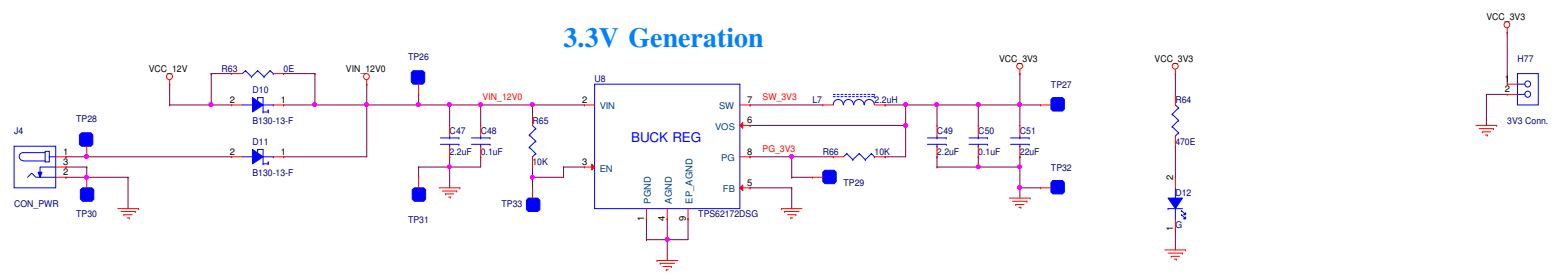 3.3V Generation
VCC_12V
R63
0E
VIN_12V0
TP26
D10
2
1
B130-13-F
J4
TP28
1
3
2
CON_PWR
TP30
D11
2
1
B130-13-F
C47
2.2uF
C48
0.1uF
TP31
VIN_12V0
R65
10K
TP33
U8
2
VIN
3
EN
BUCK REG
SW
7
VOS
6
PG
8
FB
5
PGND
AGND
EP_AGND
1
4
9
TPS62172DSG
SW_3V3
L7
2.2uH
PG_3V3
R66
10K
TP29
VCC_3V3
TP27
C49
2.2uF
C50
0.1uF
C51
22uF
TP32
VCC_3V3
R64
470E
2
D12
G
1
VCC_3V3
H77
1
2
3V3 Conn.